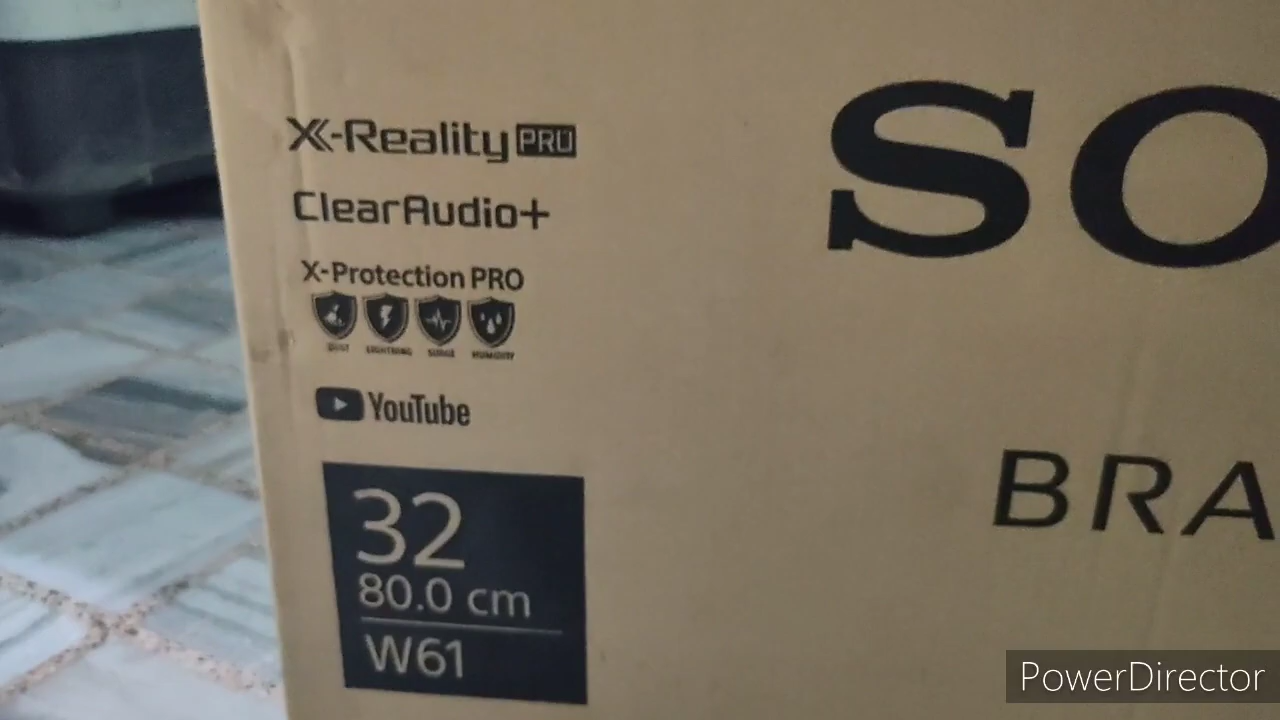 X-Reality PRO
ClearAudio+
X-Protection PRO
DUST LIGHTNING SURGE HUMIDITY
YouTube
32
80.0 cm
W61
SO
BRA
PowerDirector